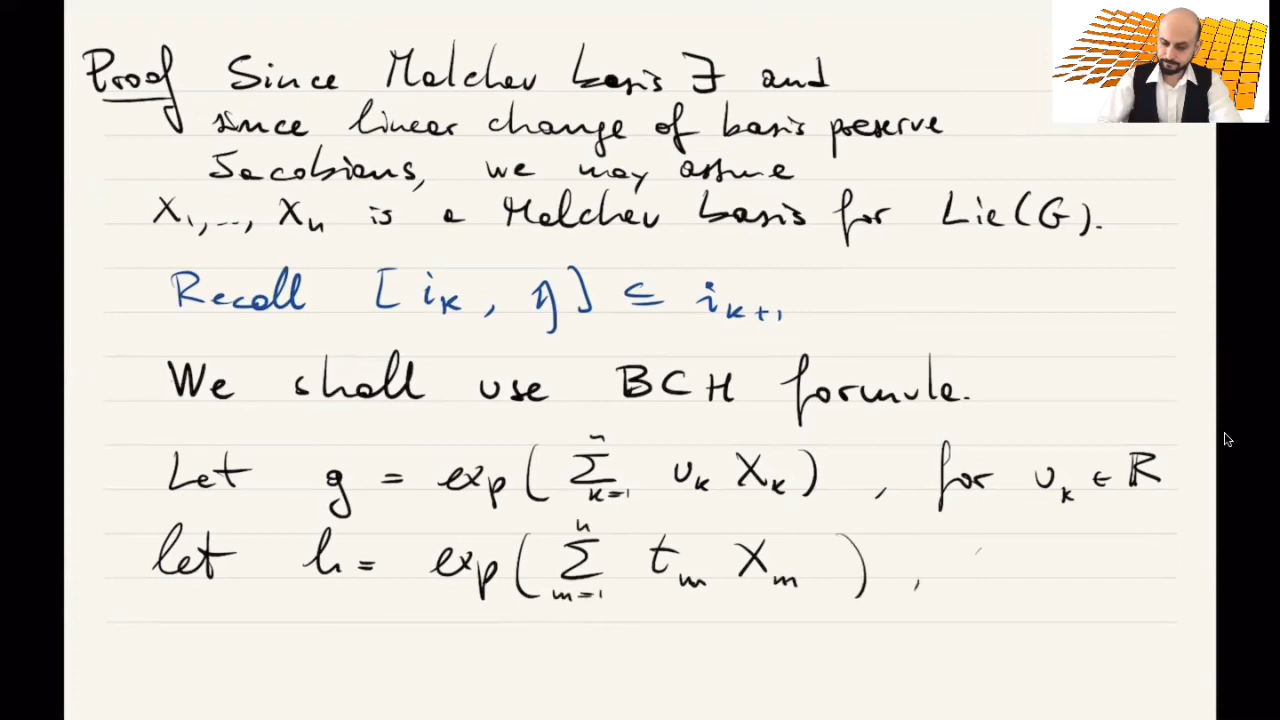 Proof Since Malcev basis ∃ and
since linear change of basis preserve
Jacobians, we may assume
X₁,.., Xₙ is a Malcev basis for Lie(G).
Recall [iₖ, g] ⊆ iₖ₊₁
We shall use BCH formula.
Let g = exp( ∑ₖ₌₁ⁿ uₖ Xₖ ) , for uₖ ∈ ℝ
let h = exp( ∑ₘ₌₁ⁿ tₘ Xₘ ) ,